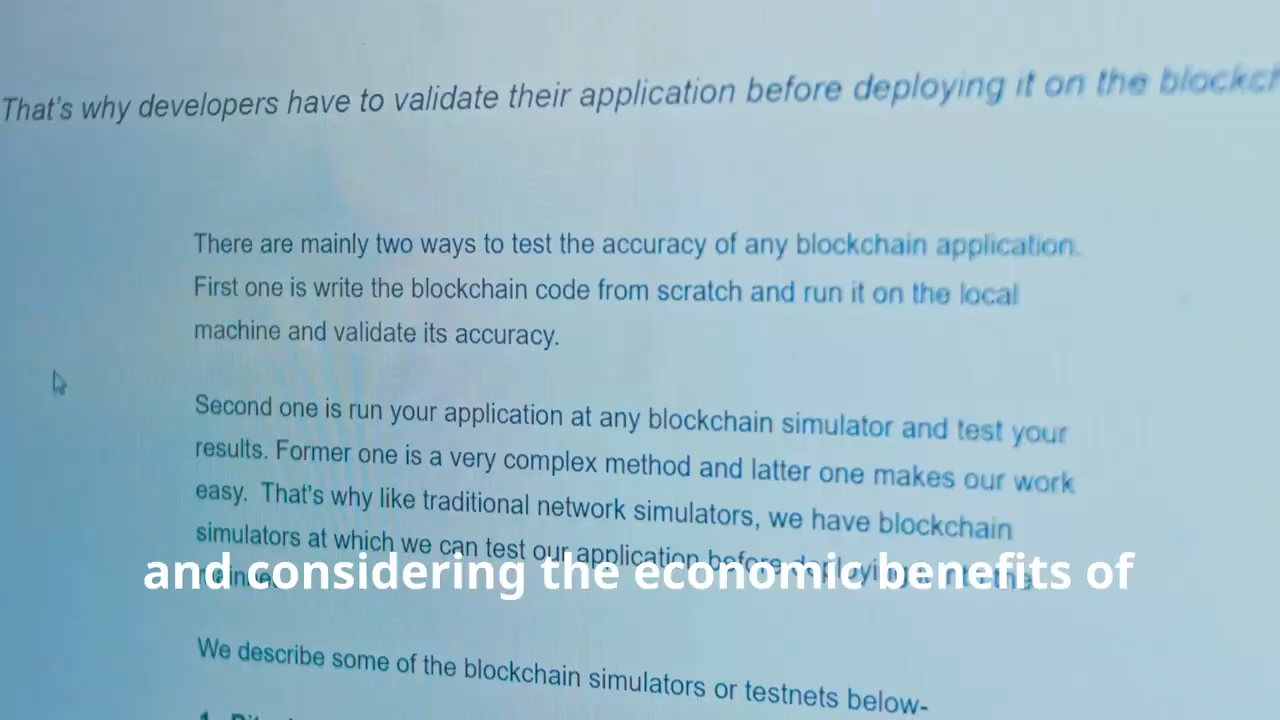 That's why developers have to validate their application before deploying it on the
There are mainly two ways to test the accuracy of any blockchain application.
First one is write the blockchain code from scratch and run it on the local
machine and validate its accuracy.
Second one is run your application at any blockchain simulator and test your
results. Former one is a very complex method and latter one makes our work
easy. That's why like traditional network simulators, we have blockchain
simulators at which we can test our application before deploying
and considering the economic benefits of
We describe some of the blockchain simulators or testnets below-